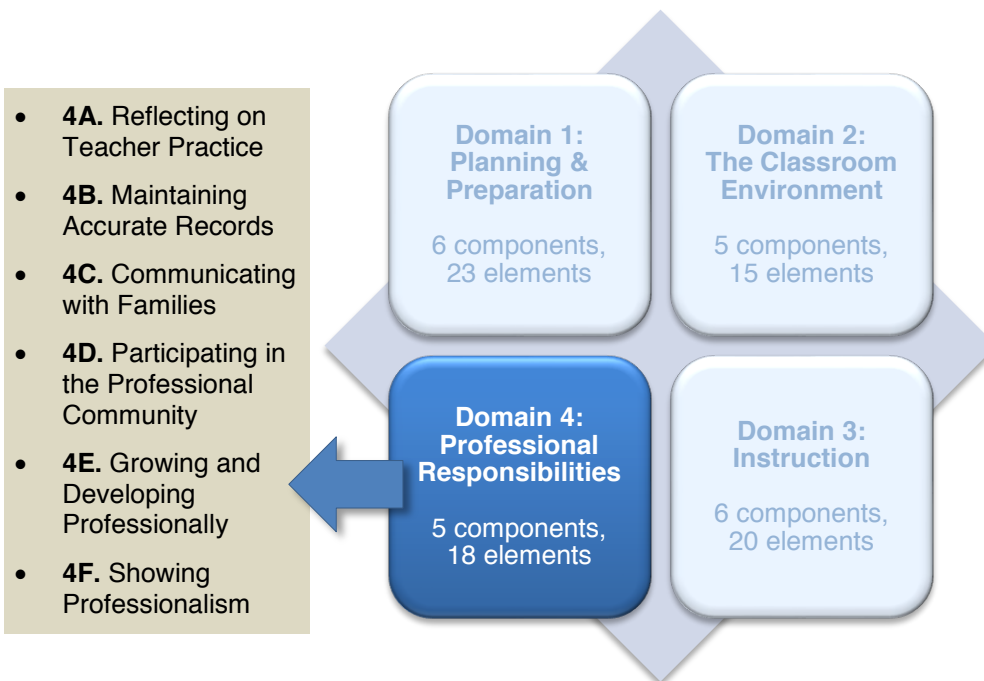 • 4A. Reflecting on
Teacher Practice
• 4B. Maintaining
Accurate Records
• 4C. Communicating
with Families
• 4D. Participating in
the Professional
Community
• 4E. Growing and
Developing
Professionally
• 4F. Showing
Professionalism
Domain 1:
Planning &
Preparation
6 components,
23 elements
Domain 2:
The Classroom
Environment
5 components,
15 elements
Domain 4:
Professional
Responsibilities
5 components,
18 elements
Domain 3:
Instruction
6 components,
20 elements